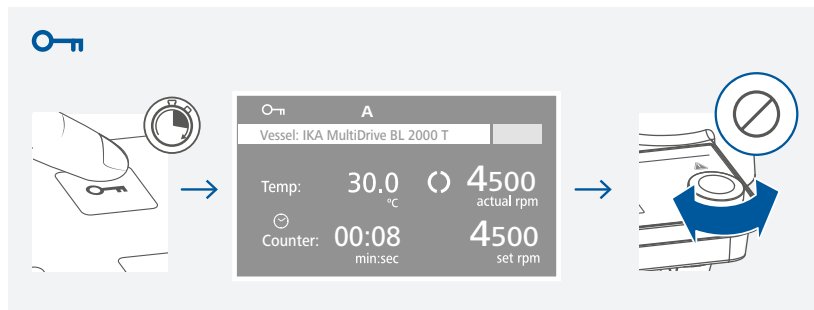 A
Vessel: IKA MultiDrive BL 2000 T
Temp: 30.0 4500
°C actual rpm
Counter: 00:08 4500
min:sec set rpm